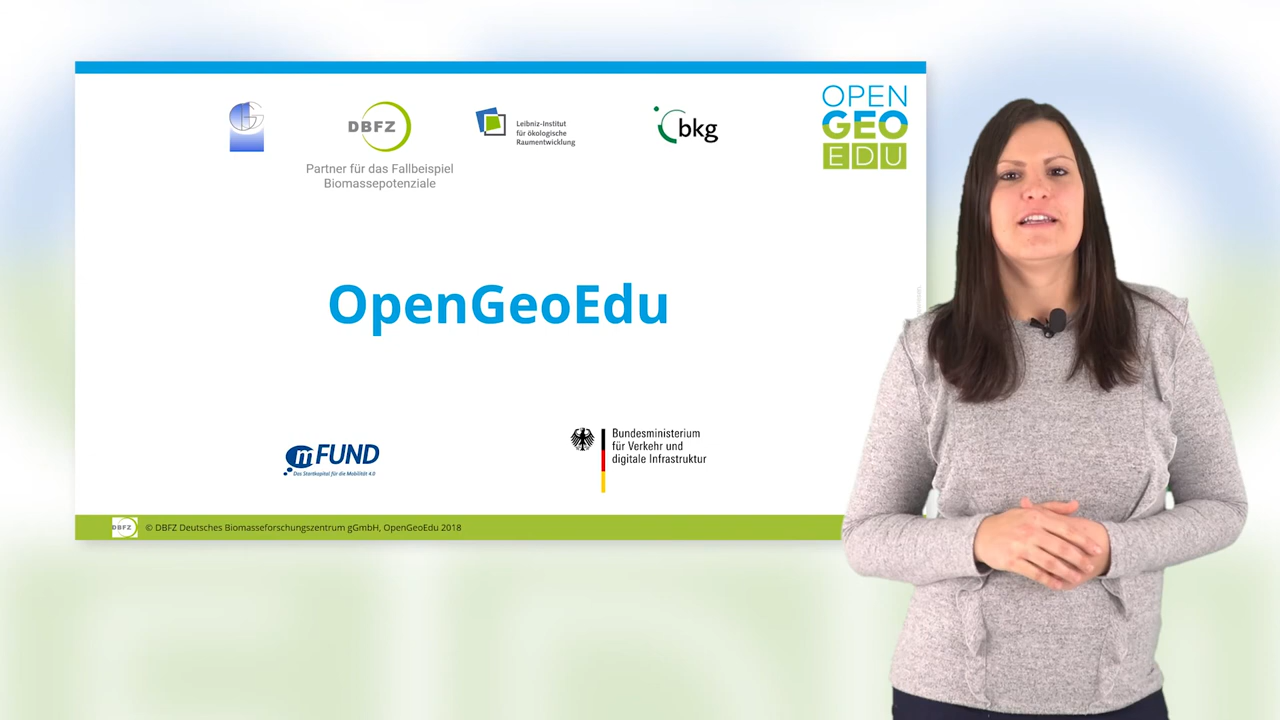 DBFZ
Partner für das Fallbeispiel
Biomassepotenziale
Leibniz-Institut
für ökologische
Raumentwicklung
bkg
OPEN
GEO
EDU
OpenGeoEdu
mFUND
Das Startkapital für die Mobilität 4.0
Bundesministerium
für Verkehr und
digitale Infrastruktur
DBFZ
© DBFZ Deutsches Biomasseforschungszentrum gGmbH, OpenGeoEdu 2018